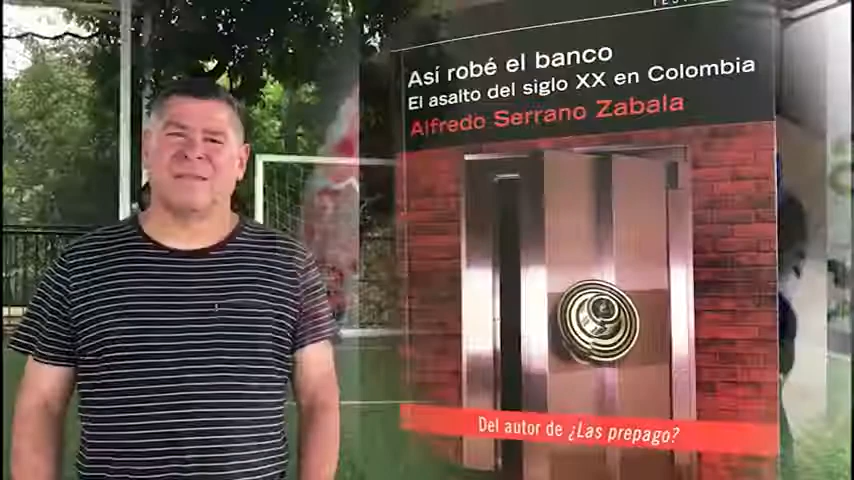 Así robé el banco
El asalto del siglo XX en Colombia
Alfredo Serrano Zabala
Del autor de ¿Las prepago?